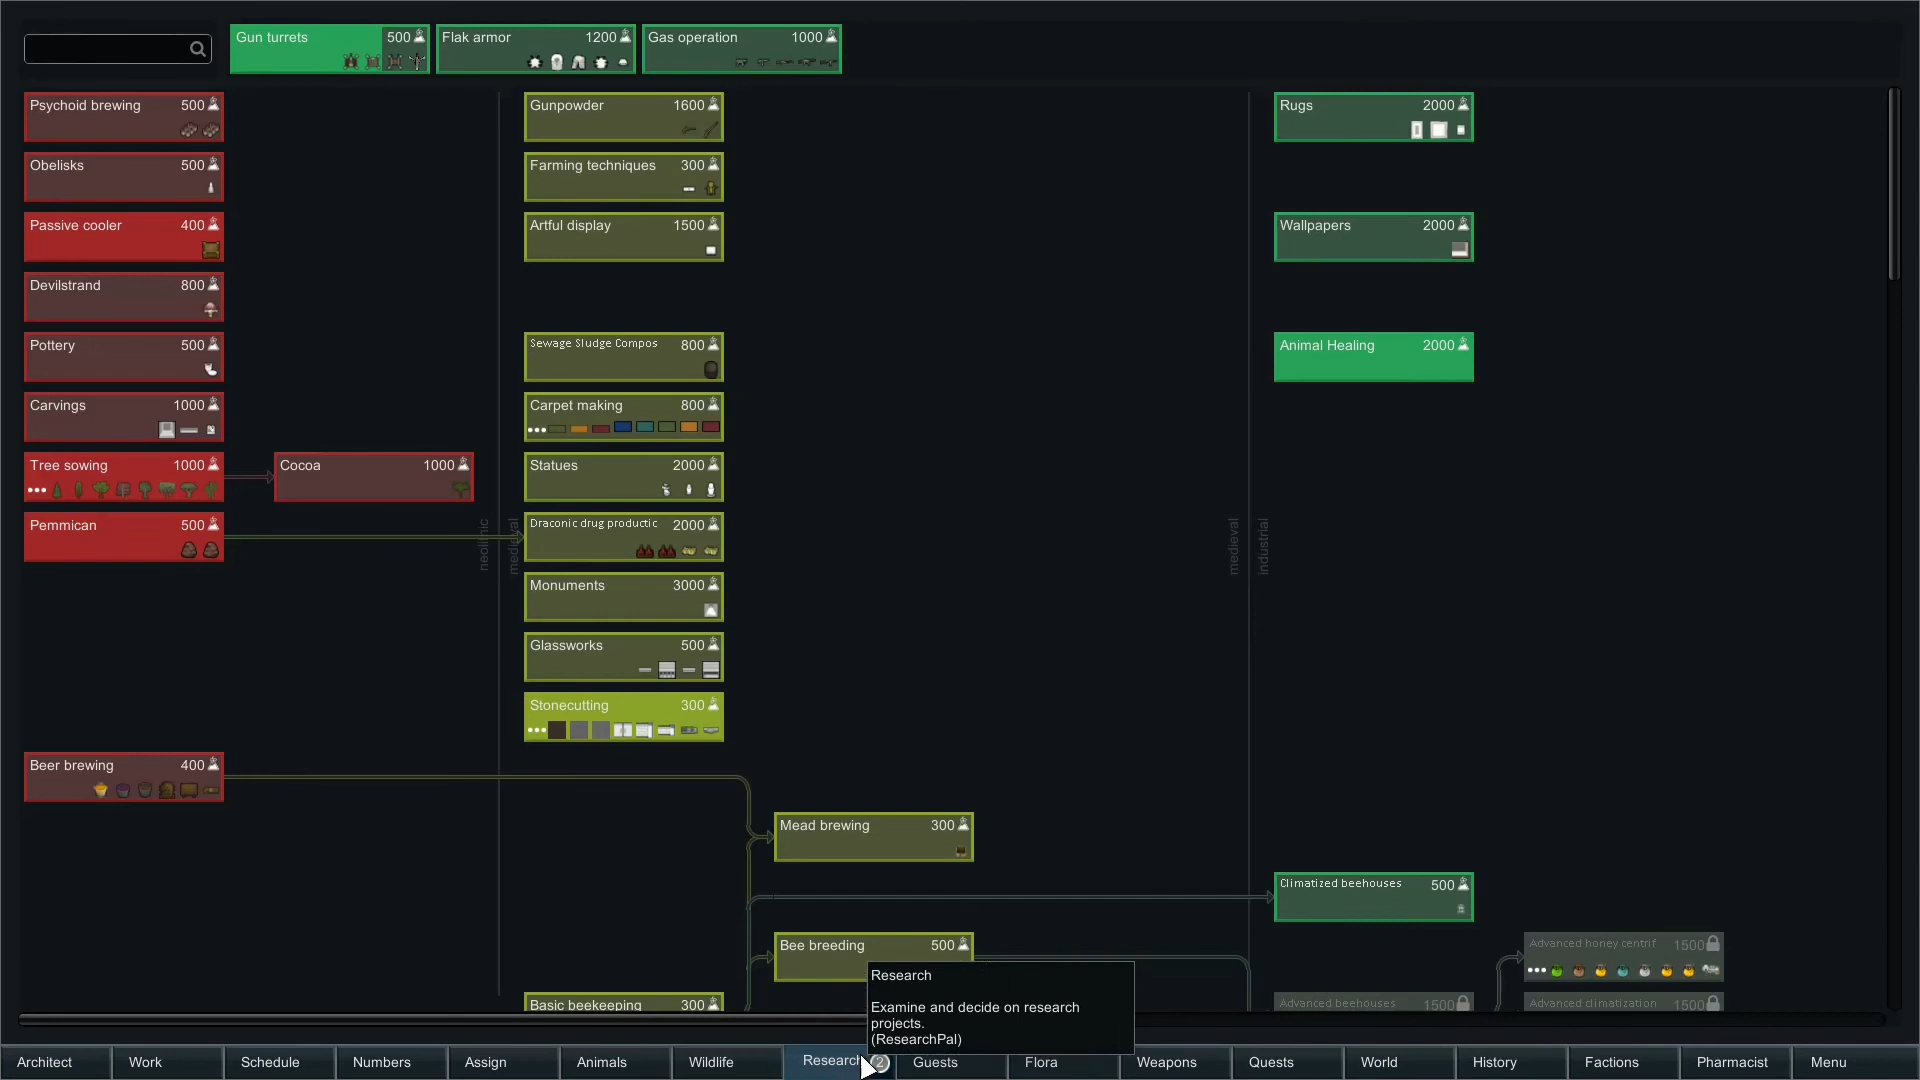 Gun turrets 500
Flak armor 1200
Gas operation 1000
Psychoid brewing 500
Gunpowder 1600
Rugs 2000
Obelisks 500
Farming techniques 300
Passive cooler 400
Artful display 1500
Wallpapers 2000
Devilstrand 800
Pottery 500
Sewage Sludge Compos 800
Animal Healing 2000
Carvings 1000
Carpet making 800
Tree sowing 1000
Cocoa 1000
Statues 2000
Pemmican 500
Draconic drug productic 2000
neolithic
medieval
medieval
industrial
Monuments 3000
Glassworks 500
Stonecutting 300
Beer brewing 400
Mead brewing 300
Climatized beehouses 500
Bee breeding 500
Advanced honey centrif 1500
Basic beekeeping 300
Advanced beehouses 1500
Advanced climatization 1500
Research
Examine and decide on research
projects.
(ResearchPal)
Architect Work Schedule Numbers Assign Animals Wildlife Research 2 Guests Flora Weapons Quests World History Factions Pharmacist Menu